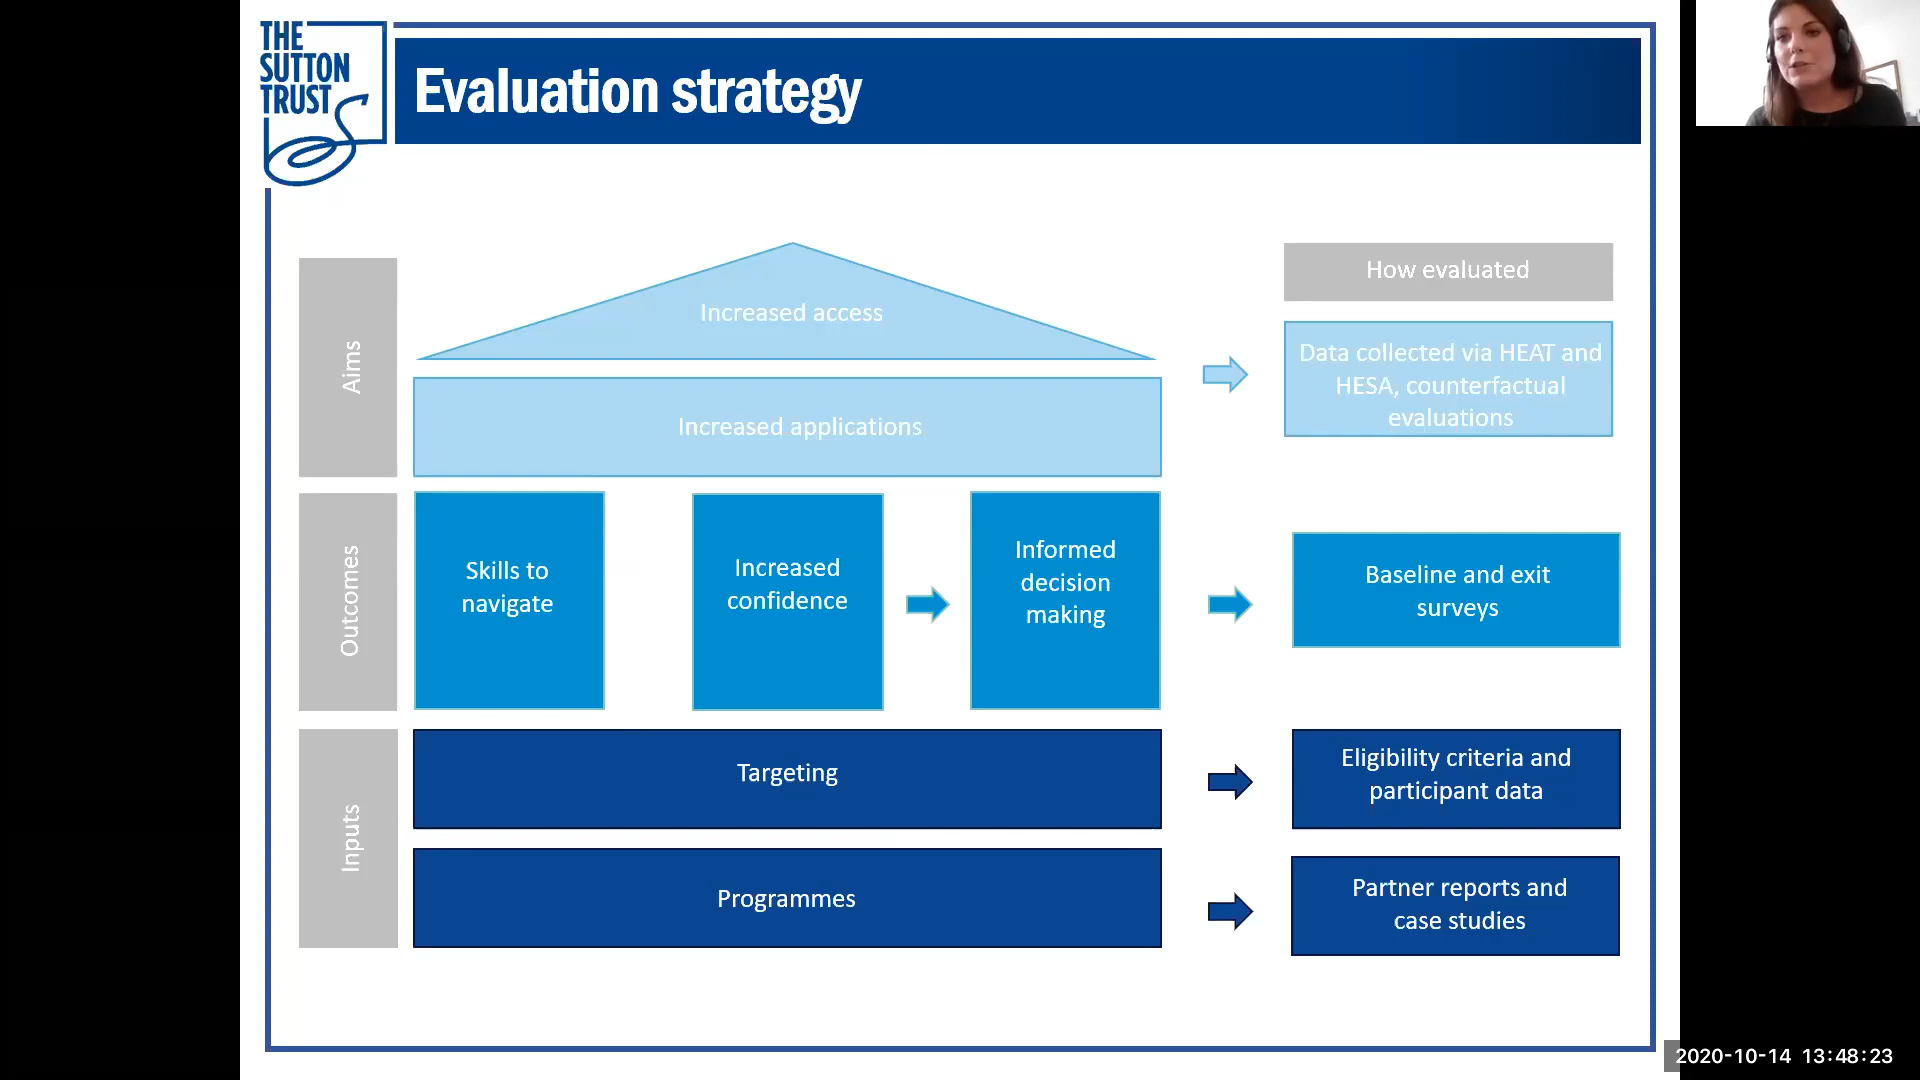 THE
SUTTON
TRUST
Evaluation strategy
How evaluated
Aims
Increased access
Data collected via HEAT and
HESA, counterfactual
evaluations
Increased applications
Outcomes
Skills to
navigate
Increased
confidence
Informed
decision
making
Baseline and exit
surveys
Inputs
Targeting
Eligibility criteria and
participant data
Programmes
Partner reports and
case studies
2020-10-14 13:48:23